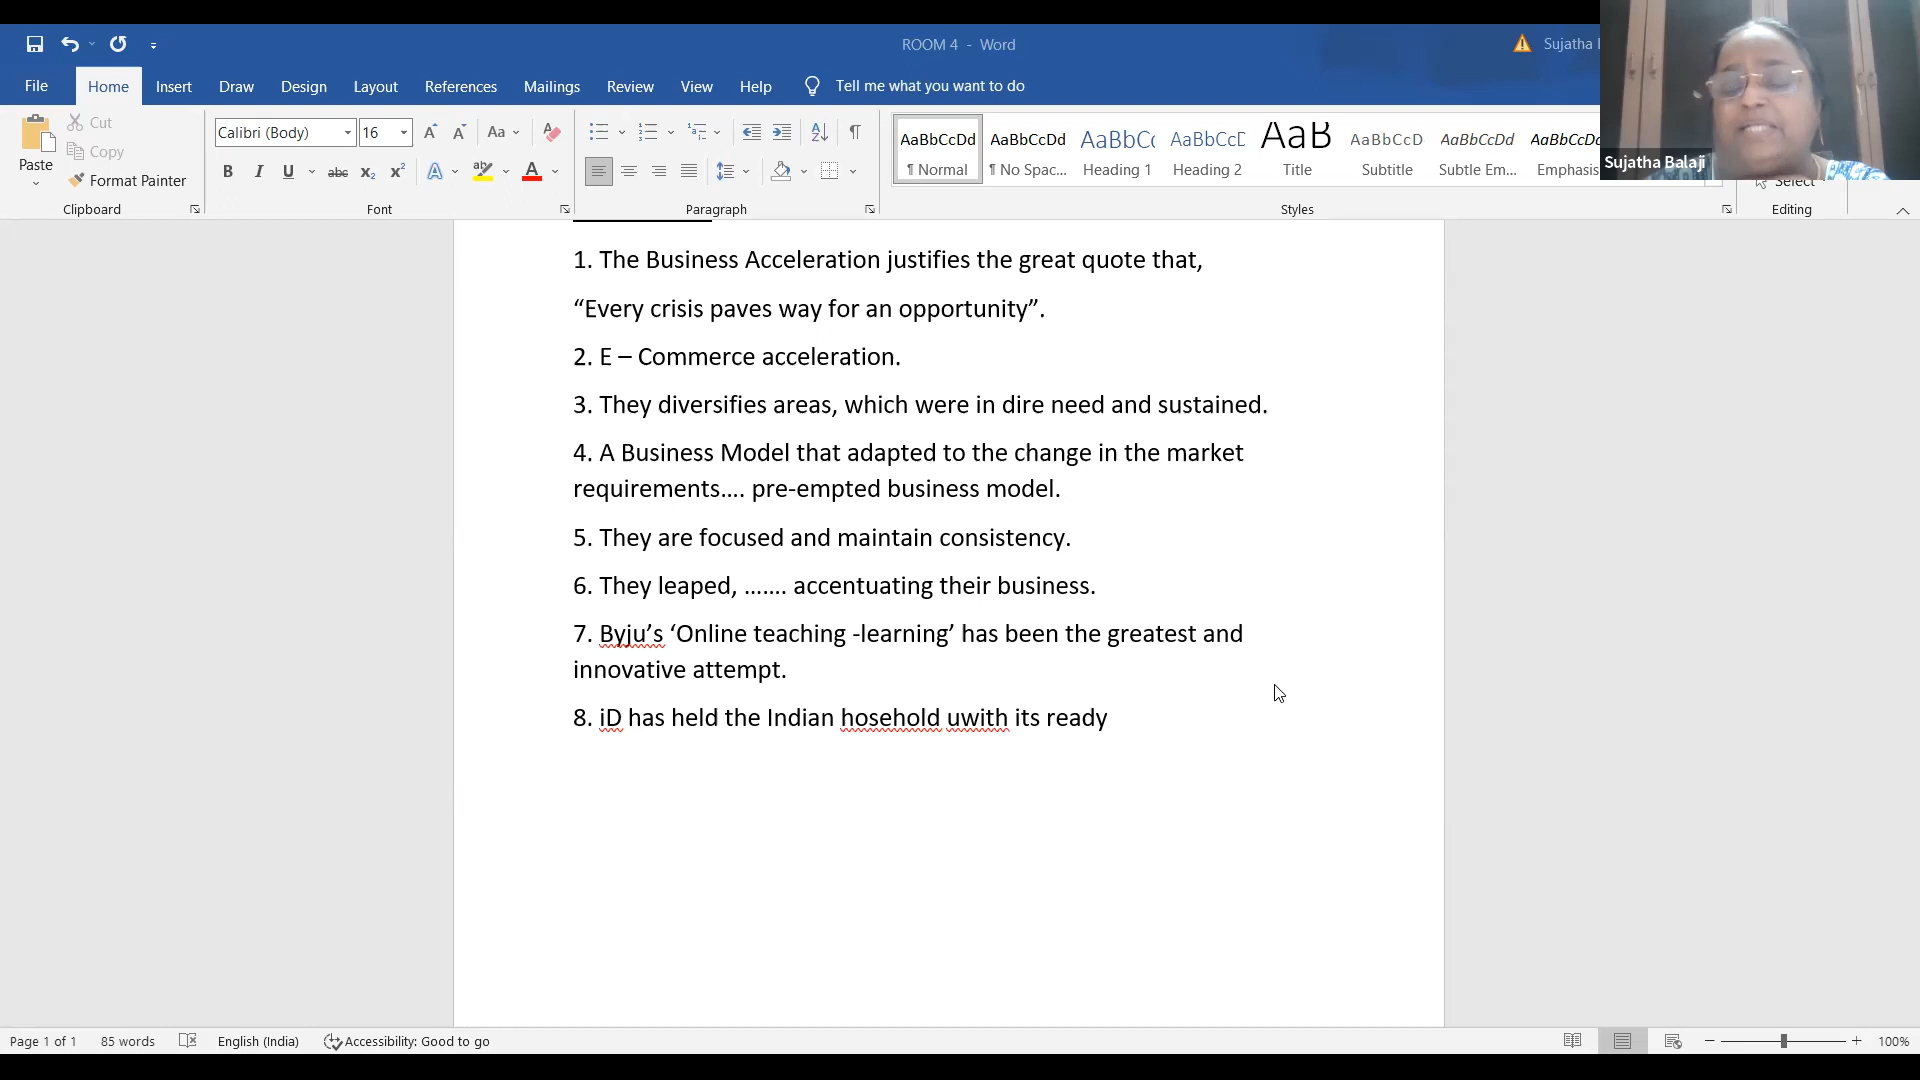 ROOM 4 - Word
Sujatha
File Home Insert Draw Design Layout References Mailings Review View Help Tell me what you want to do
Paste
Cut
Copy
Format Painter
Clipboard
Calibri (Body) 16
Font
Paragraph
AaBbCcDd AaBbCcDd AaBbCc AaBbCcD AaB AaBbCcD AaBbCcDd AaBbCcDd
¶ Normal ¶ No Spac... Heading 1 Heading 2 Title Subtitle Subtle Em... Emphasis
Styles
Select
Editing
Sujatha Balaji
1. The Business Acceleration justifies the great quote that,
“Every crisis paves way for an opportunity”.
2. E – Commerce acceleration.
3. They diversifies areas, which were in dire need and sustained.
4. A Business Model that adapted to the change in the market
requirements…. pre-empted business model.
5. They are focused and maintain consistency.
6. They leaped, ……. accentuating their business.
7. Byju’s ‘Online teaching -learning’ has been the greatest and
innovative attempt.
8. iD has held the Indian hosehold uwith its ready
Page 1 of 1 85 words English (India) Accessibility: Good to go 100%